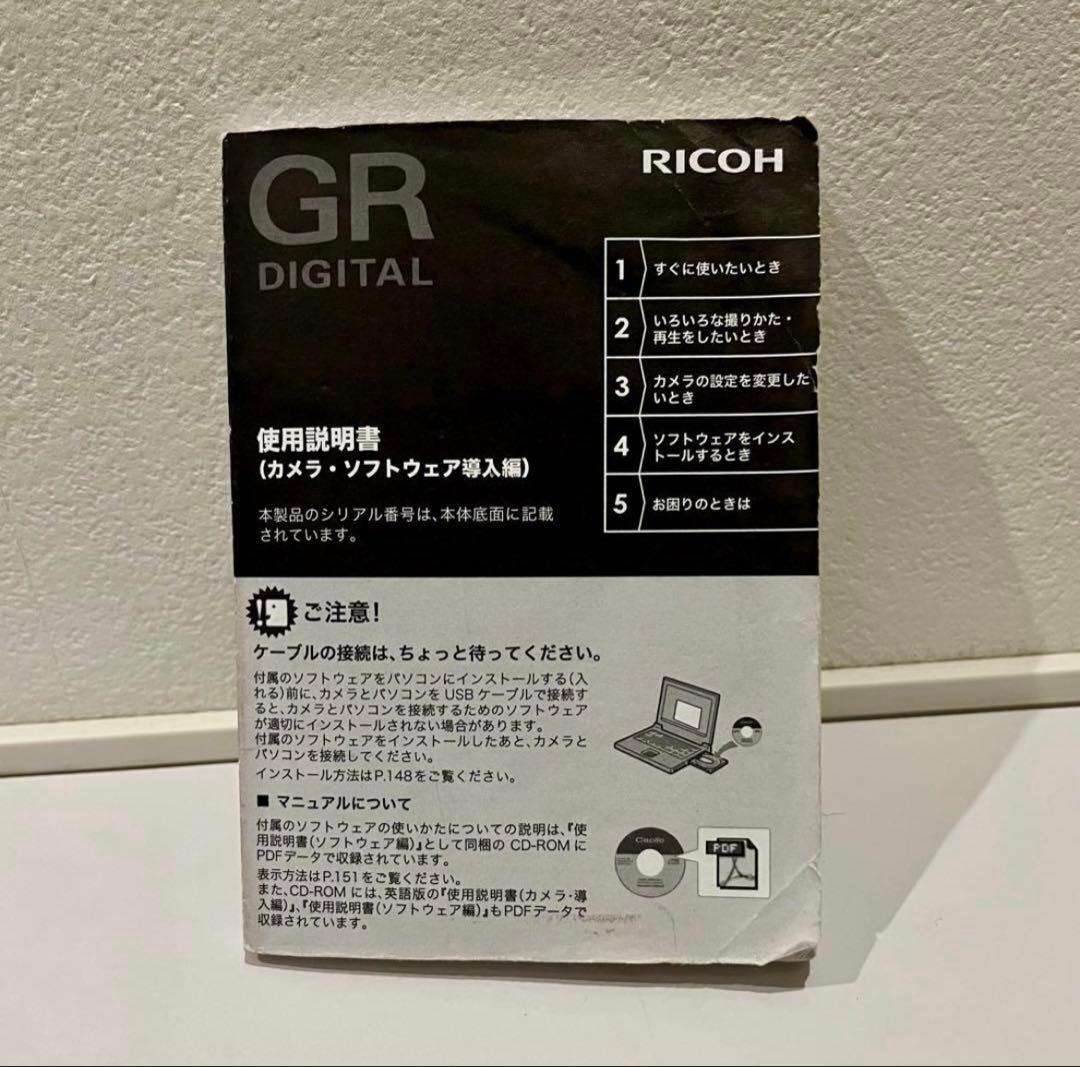 GR
DIGITAL
RICOH
1 すぐに使いたいとき
2 いろいろな撮りかた・
再生をしたいとき
3 カメラの設定を変更した
いとき
4 ソフトウェアをインス
トールするとき
5 お困りのときは
使用説明書
(カメラ・ソフトウェア導入編)
本製品のシリアル番号は、本体底面に記載
されています。
ご注意!
ケーブルの接続は、ちょっと待ってください。
付属のソフトウェアをパソコンにインストールする(入
れる)前に、カメラとパソコンを USB ケーブルで接続す
ると、カメラとパソコンを接続するためのソフトウェア
が適切にインストールされない場合があります。
付属のソフトウェアをインストールしたあと、カメラと
パソコンを接続してください。
インストール方法はP.148をご覧ください。
■ マニュアルについて
付属のソフトウェアの使いかたについての説明は、『使
用説明書(ソフトウェア編)』として同梱の CD-ROM に
PDFデータで収録されています。
表示方法はP.151をご覧ください。
また、CD-ROM には、英語版の『使用説明書(カメラ・導
入編)』、『使用説明書(ソフトウェア編)』もPDFデータで
収録されています。
Caplio
PDF